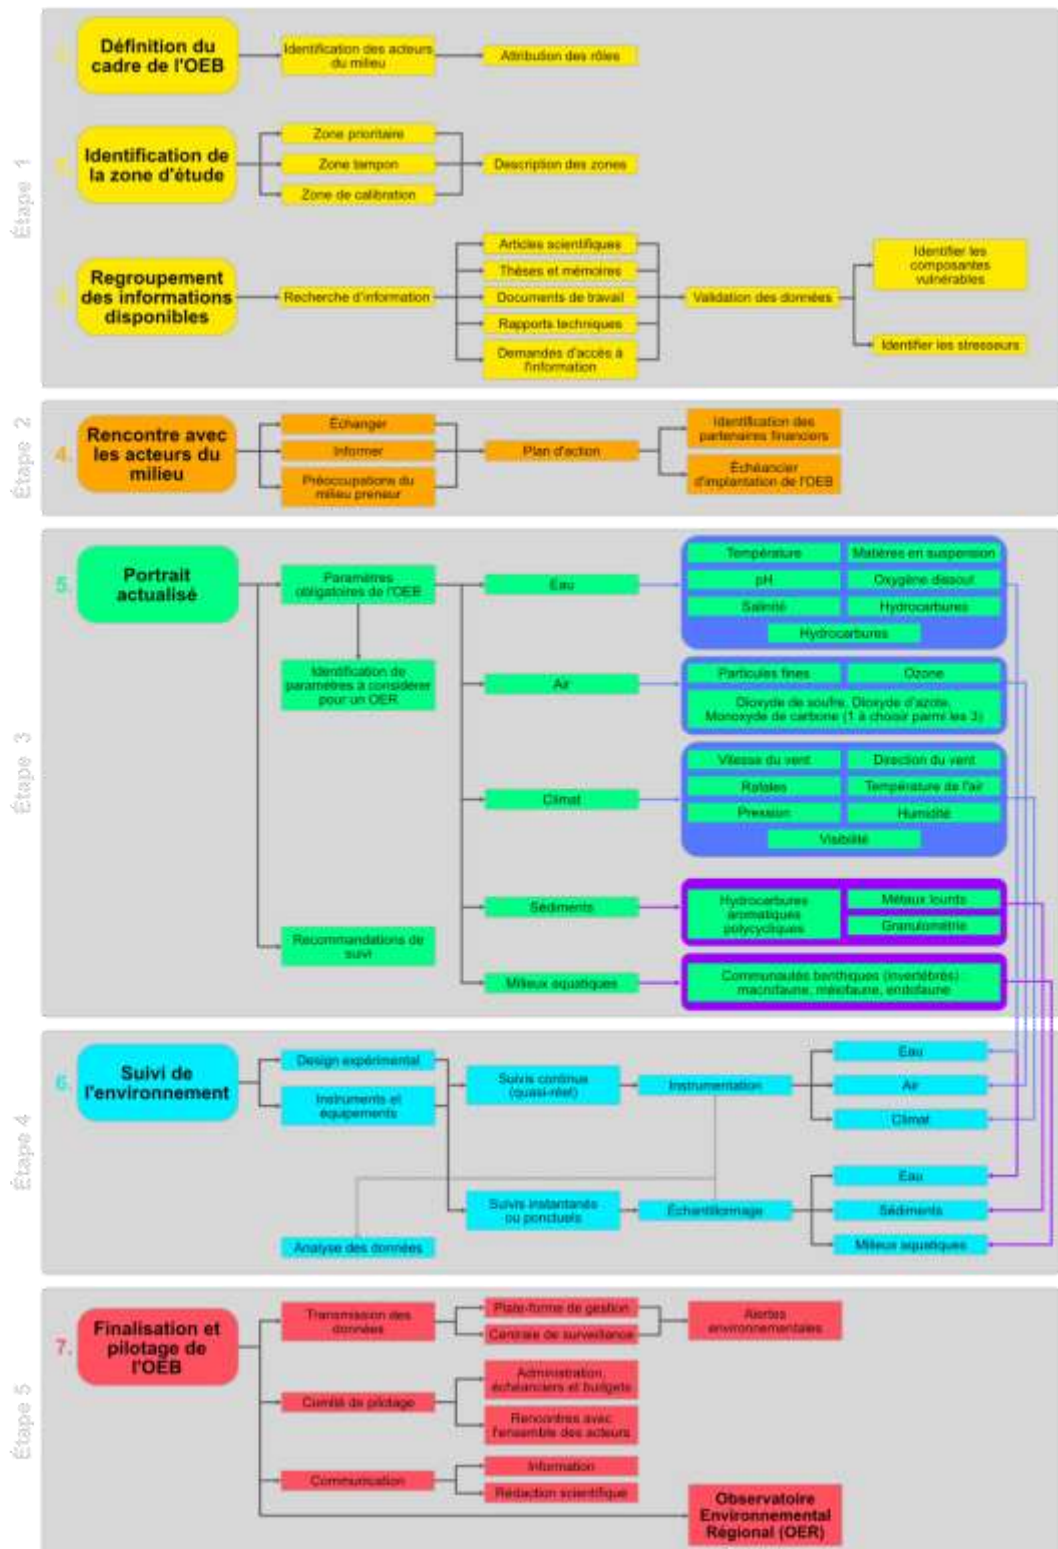 Étape 1
1.
Définition du
cadre de l'OEB
Identification des acteurs
du milieu
Attribution des rôles
2.
Identification de
la zone d'étude
Zone prioritaire
Zone tampon
Zone de calibration
Description des zones
3.
Regroupement
des informations
disponibles
Recherche d'information
Articles scientifiques
Thèses et mémoires
Documents de travail
Rapports techniques
Demandes d'accès à
l'information
Validation des données
Identifier les
composantes
vulnérables
Identifier les stresseurs
Étape 2
4.
Rencontre avec
les acteurs du
milieu
Échanger
Informer
Préoccupations du
milieu preneur
Plan d'action
Identification des
partenaires financiers
Échéancier
d'implantation de l'OEB
Étape 3
5.
Portrait
actualisé
Paramètres
obligatoires de l'OEB
Identification de
paramètres à considérer
pour un OER
Recommandations de
suivi
Eau
Température
Matières en suspension
pH
Oxygène dissout
Salinité
Hydrocarbures
Hydrocarbures
Air
Particules fines
Ozone
Dioxyde de soufre, Dioxyde d'azote,
Monoxyde de carbone (1 à choisir parmi les 3)
Climat
Vitesse du vent
Direction du vent
Rafales
Température de l'air
Pression
Humidité
Visibilité
Sédiments
Hydrocarbures
aromatiques
polycycliques
Métaux lourds
Granulométrie
Milieux aquatiques
Communautés benthiques (invertébrés) :
macrofaune, méiofaune, endofaune
Étape 4
6.
Suivi de
l'environnement
Design expérimental
Instruments et
équipements
Analyse des données
Suivis continus
(quasi-réel)
Instrumentation
Eau
Air
Climat
Suivis instantanés
ou ponctuels
Échantillonnage
Eau
Sédiments
Milieux aquatiques
Étape 5
7.
Finalisation et
pilotage de
l'OEB
Transmission des
données
Plate-forme de gestion
Centrale de surveillance
Alertes
environnementales
Comité de pilotage
Administration,
échéanciers et budgets
Rencontres avec
l'ensemble des acteurs
Communication
Information
Rédaction scientifique
Observatoire
Environnemental
Régional (OER)